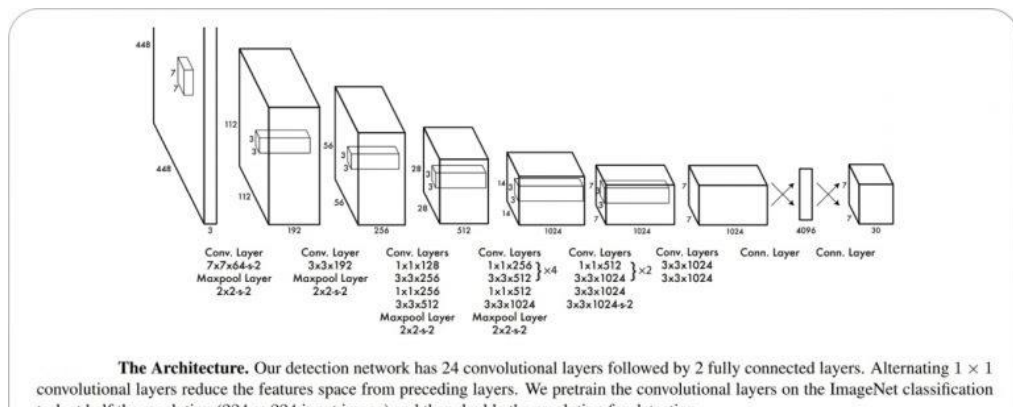 448
7
7
448
3
112
3
3
112
192
56
3
3
56
256
28
3
3
28
512
14
3
3
14
1024
7
3
3
7
1024
7
7
1024
4096
7
7
30
Conv. Layer
7x7x64-s-2
Maxpool Layer
2x2-s-2
Conv. Layer
3x3x192
Maxpool Layer
2x2-s-2
Conv. Layers
1x1x128
3x3x256
1x1x256
3x3x512
Maxpool Layer
2x2-s-2
Conv. Layers
1x1x256
3x3x512 }×4
1x1x512
3x3x1024
Maxpool Layer
2x2-s-2
Conv. Layers
1x1x512
3x3x1024 }×2
3x3x1024
3x3x1024-s-2
Conv. Layers
3x3x1024
3x3x1024
Conn. Layer
Conn. Layer
The Architecture. Our detection network has 24 convolutional layers followed by 2 fully connected layers. Alternating 1 × 1
convolutional layers reduce the features space from preceding layers. We pretrain the convolutional layers on the ImageNet classification